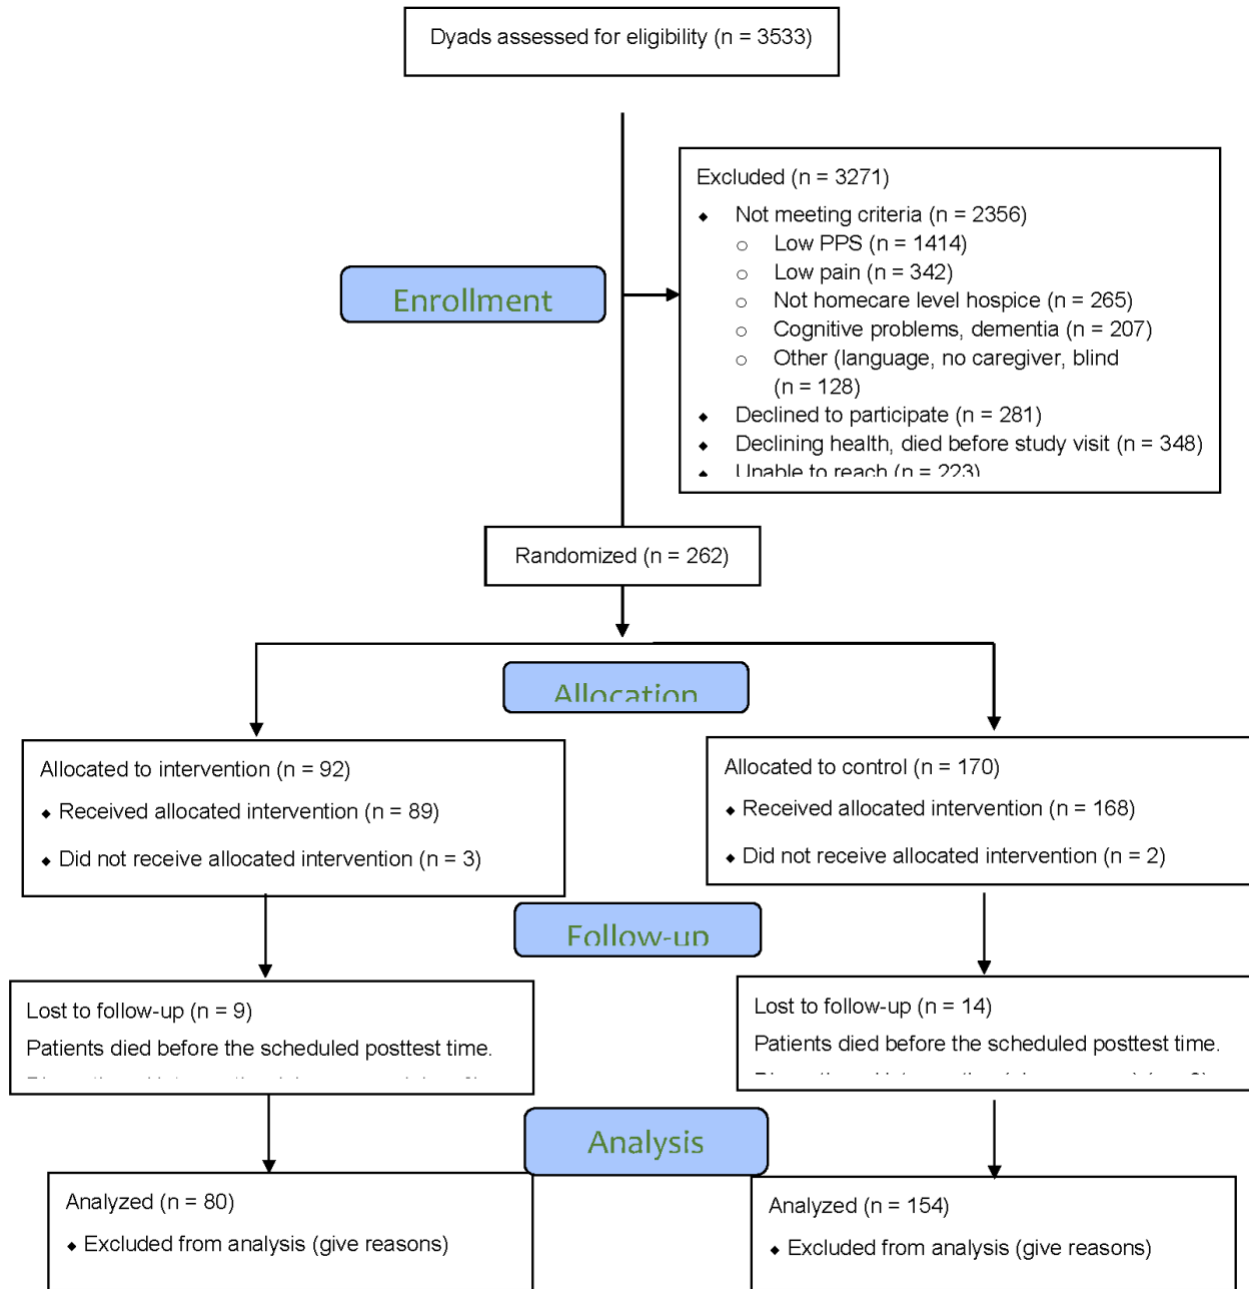 Dyads assessed for eligibility (n = 3533)
Excluded (n = 3271)
⬥ Not meeting criteria (n = 2356)
○ Low PPS (n = 1414)
○ Low pain (n = 342)
○ Not homecare level hospice (n = 265)
○ Cognitive problems, dementia (n = 207)
○ Other (language, no caregiver, blind
(n = 128)
⬥ Declined to participate (n = 281)
⬥ Declining health, died before study visit (n = 348)
⬥ Unable to reach (n = 223)
Enrollment
Randomized (n = 262)
Allocation
Allocated to intervention (n = 92)
⬥ Received allocated intervention (n = 89)
⬥ Did not receive allocated intervention (n = 3)
Allocated to control (n = 170)
⬥ Received allocated intervention (n = 168)
⬥ Did not receive allocated intervention (n = 2)
Follow-up
Lost to follow-up (n = 9)
Patients died before the scheduled posttest time.
Lost to follow-up (n = 14)
Patients died before the scheduled posttest time.
Analysis
Analyzed (n = 80)
⬥ Excluded from analysis (give reasons)
Analyzed (n = 154)
⬥ Excluded from analysis (give reasons)